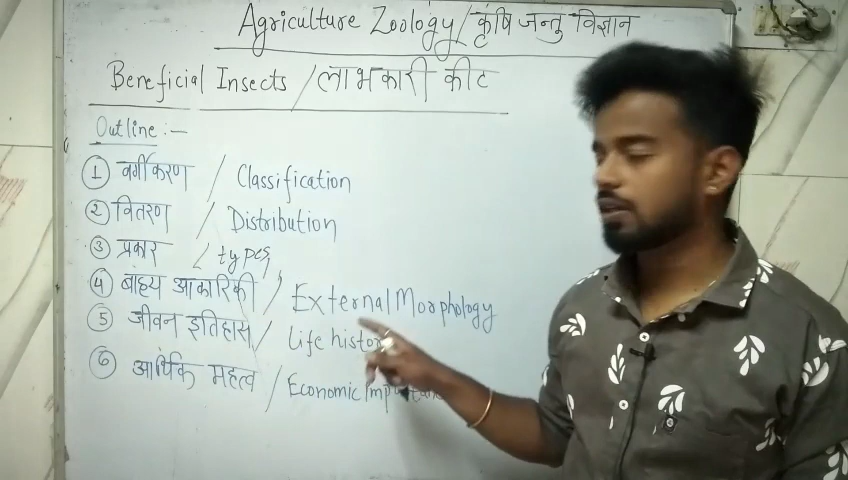 Agriculture Zoology/कृषि जन्तु विज्ञान
Beneficial Insects /लाभकारी कीट
Outline :-
① वर्गीकरण / Classification
② वितरण / Distribution
③ प्रकार / types
④ बाह्य आकारिकी / External Morphology
⑤ जीवन इतिहास / Life histor
⑥ आर्थिक महत्व / Economic